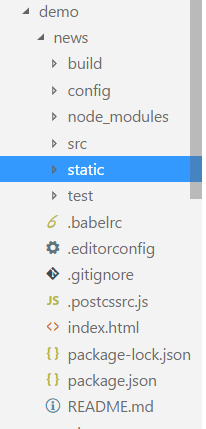 demo
news
build
config
node_modules
src
static
test
.babelrc
.editorconfig
.gitignore
JS .postcssrc.js
<> index.html
{ } package-lock.json
{ } package.json
README.md